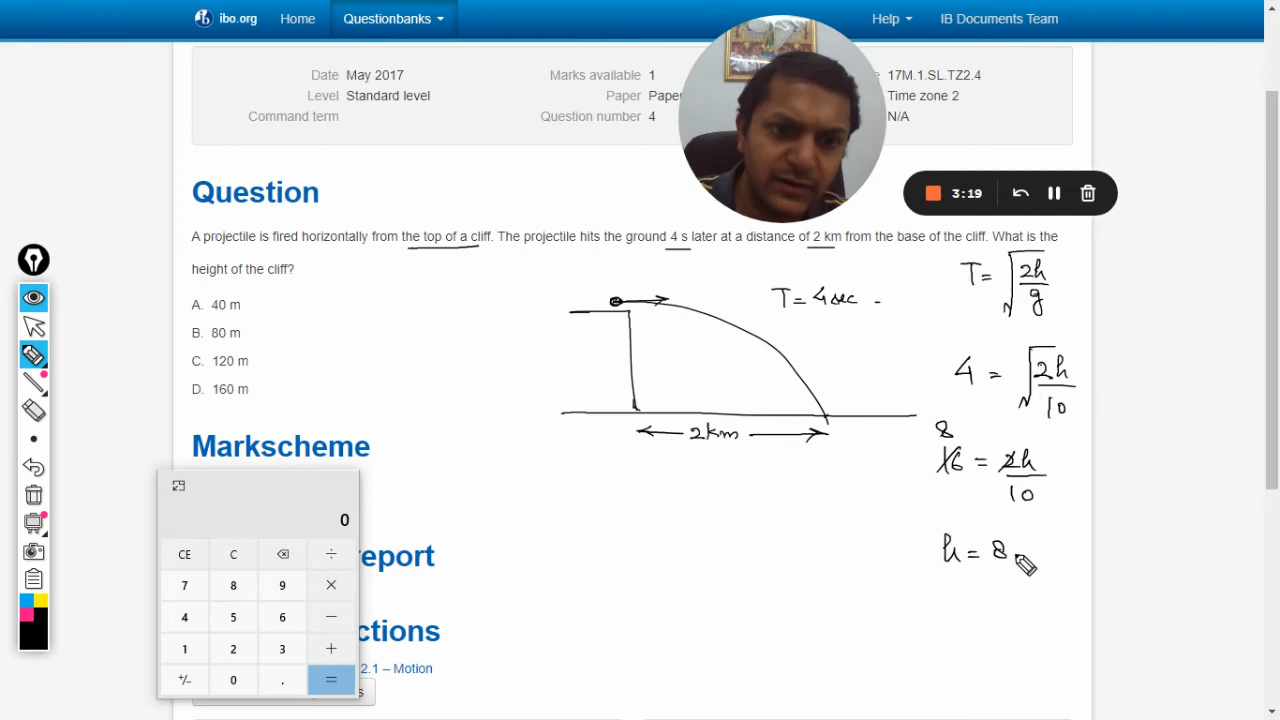 ibo.org Home Questionbanks Help IB Documents Team
Date May 2017 Marks available 1 17M.1.SL.TZ2.4
Level Standard level Paper Paper Time zone 2
Command term Question number 4 N/A
3:19
Question
A projectile is fired horizontally from the top of a cliff. The projectile hits the ground 4 s later at a distance of 2 km from the base of the cliff. What is the
height of the cliff?
A. 40 m
B. 80 m
C. 120 m
D. 160 m
T = 4 sec -
2 km
T = √2h/g
4 = √2h/10
8
16 = 2h/10
h = 8
Markscheme
0
CE C ⌫ ÷
7 8 9 ×
4 5 6 −
1 2 3 +
+/- 0 . =
report
ctions
2.1 – Motion
s